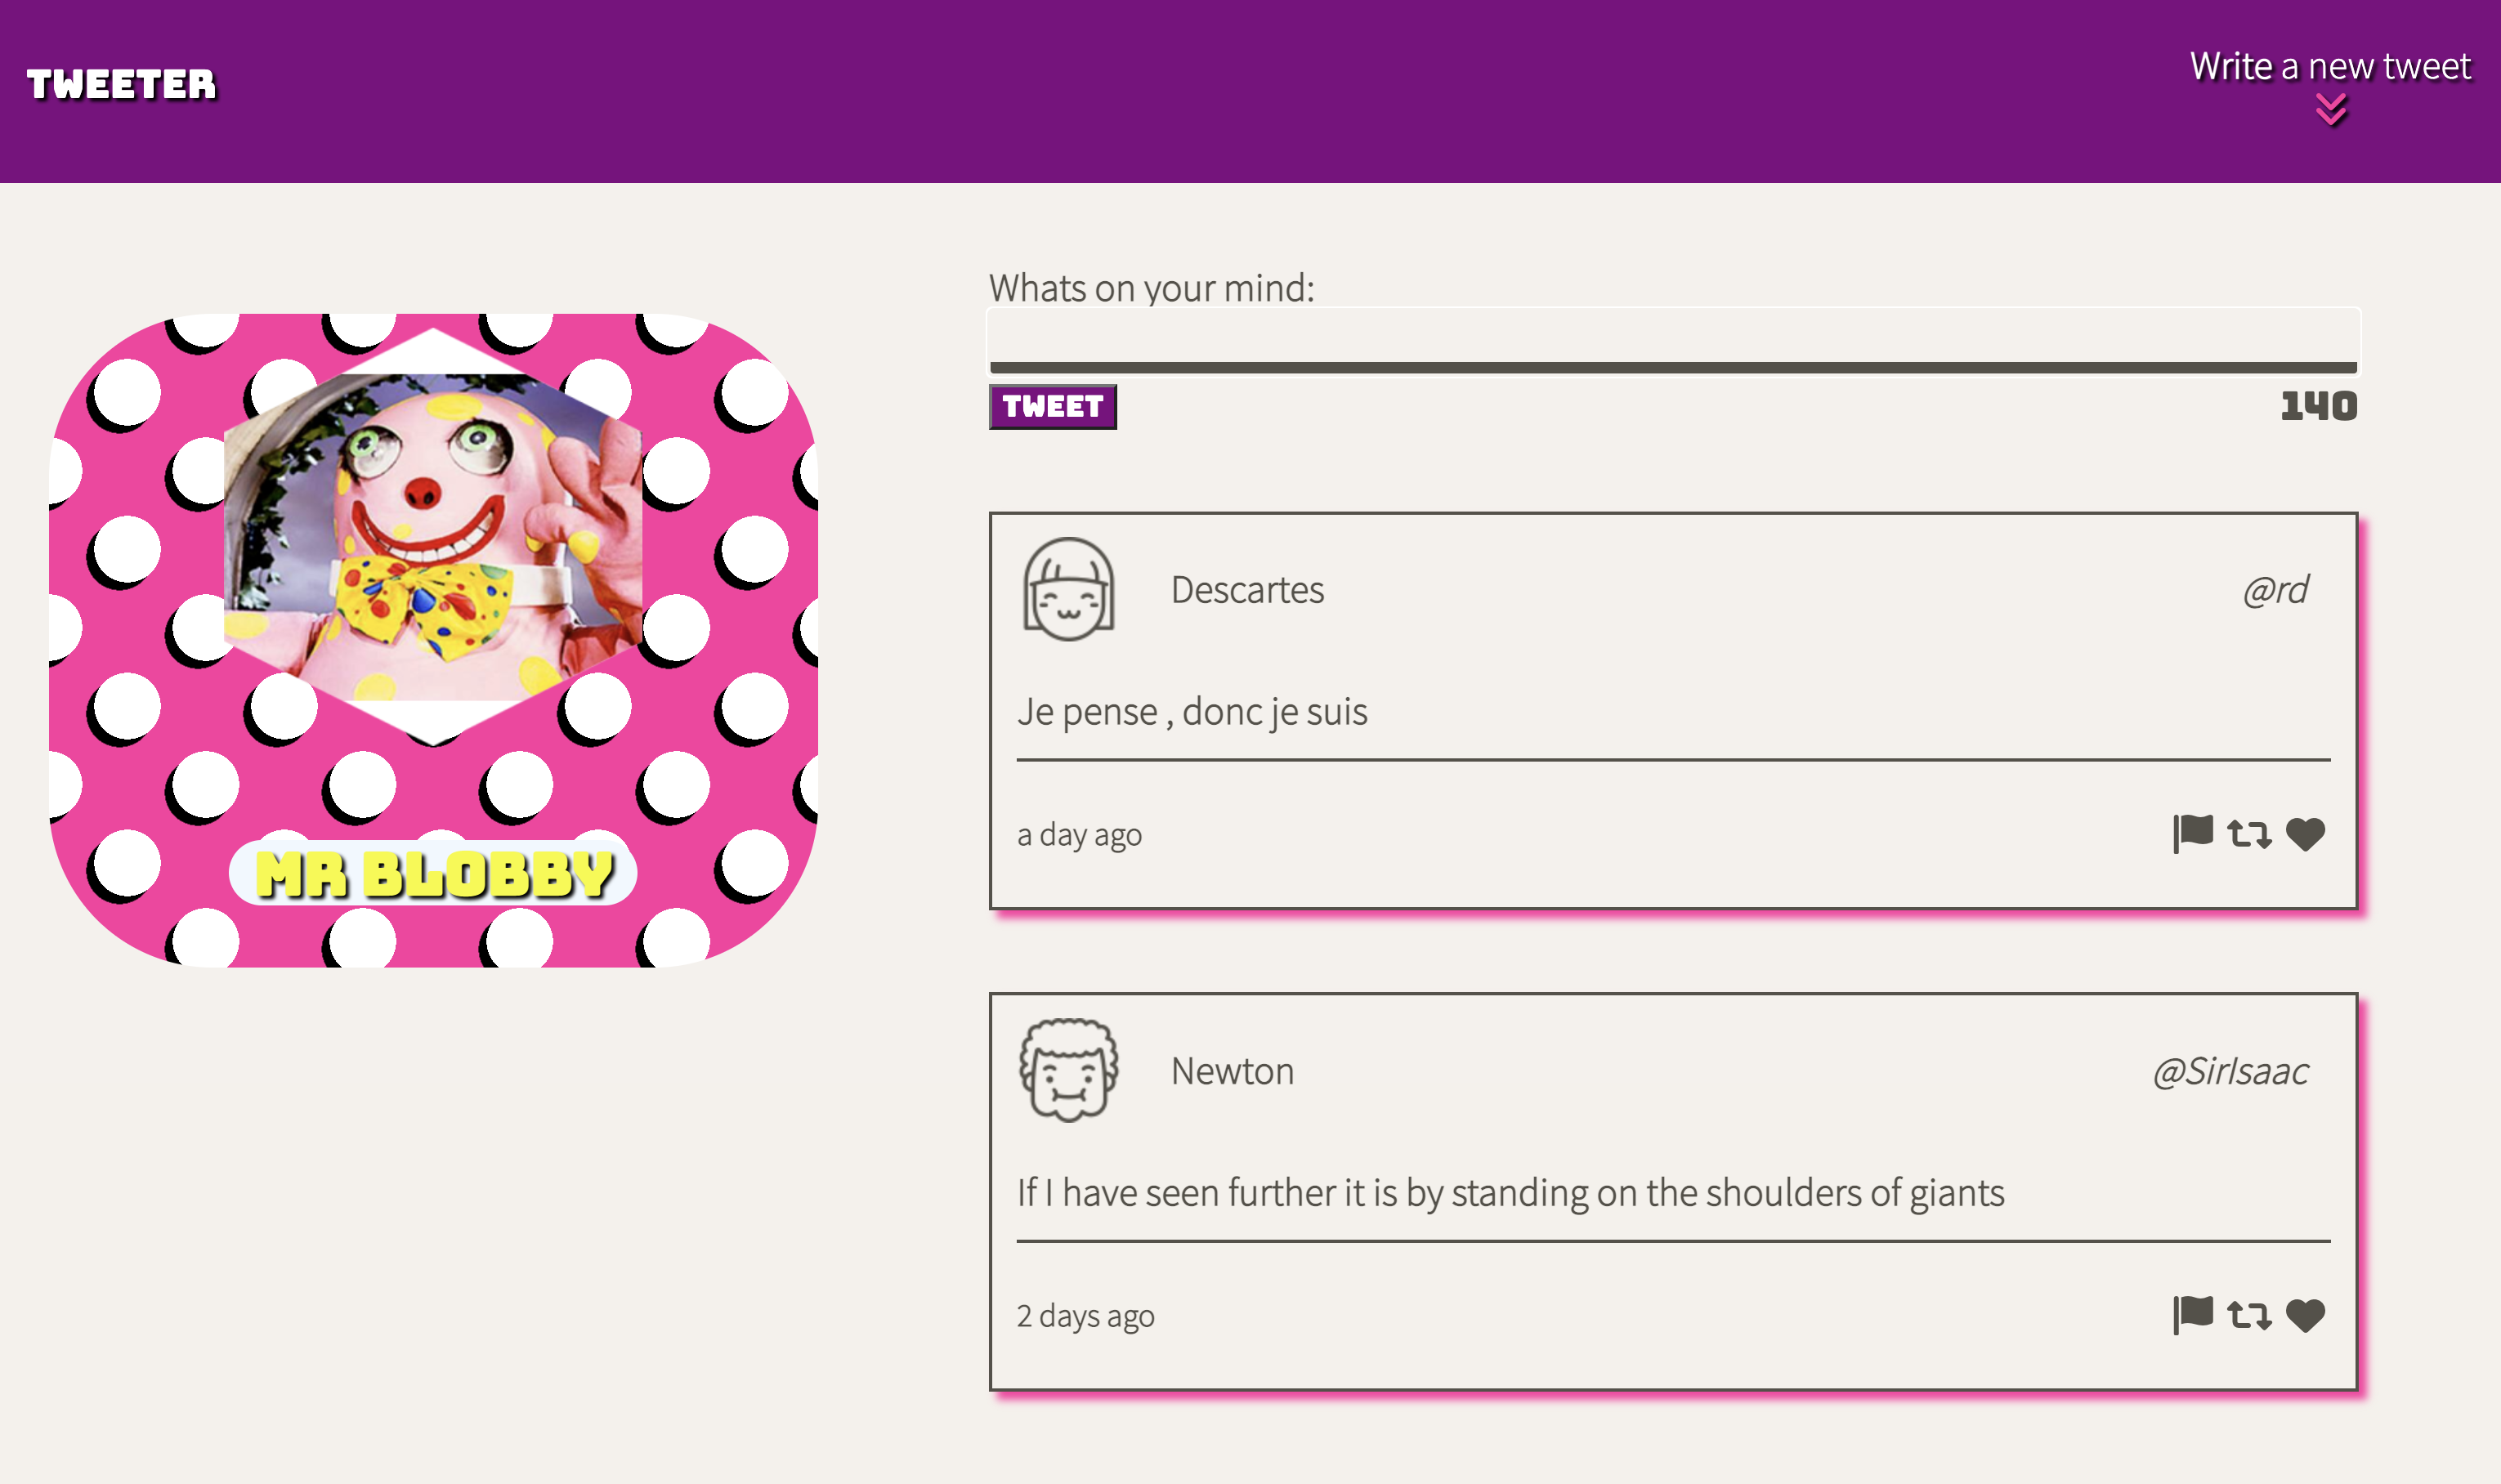 TWEETER
Write a new tweet
MR BLOBBY
Whats on your mind:
TWEET
140
Descartes
@rd
Je pense , donc je suis
a day ago
Newton
@SirIsaac
If I have seen further it is by standing on the shoulders of giants
2 days ago